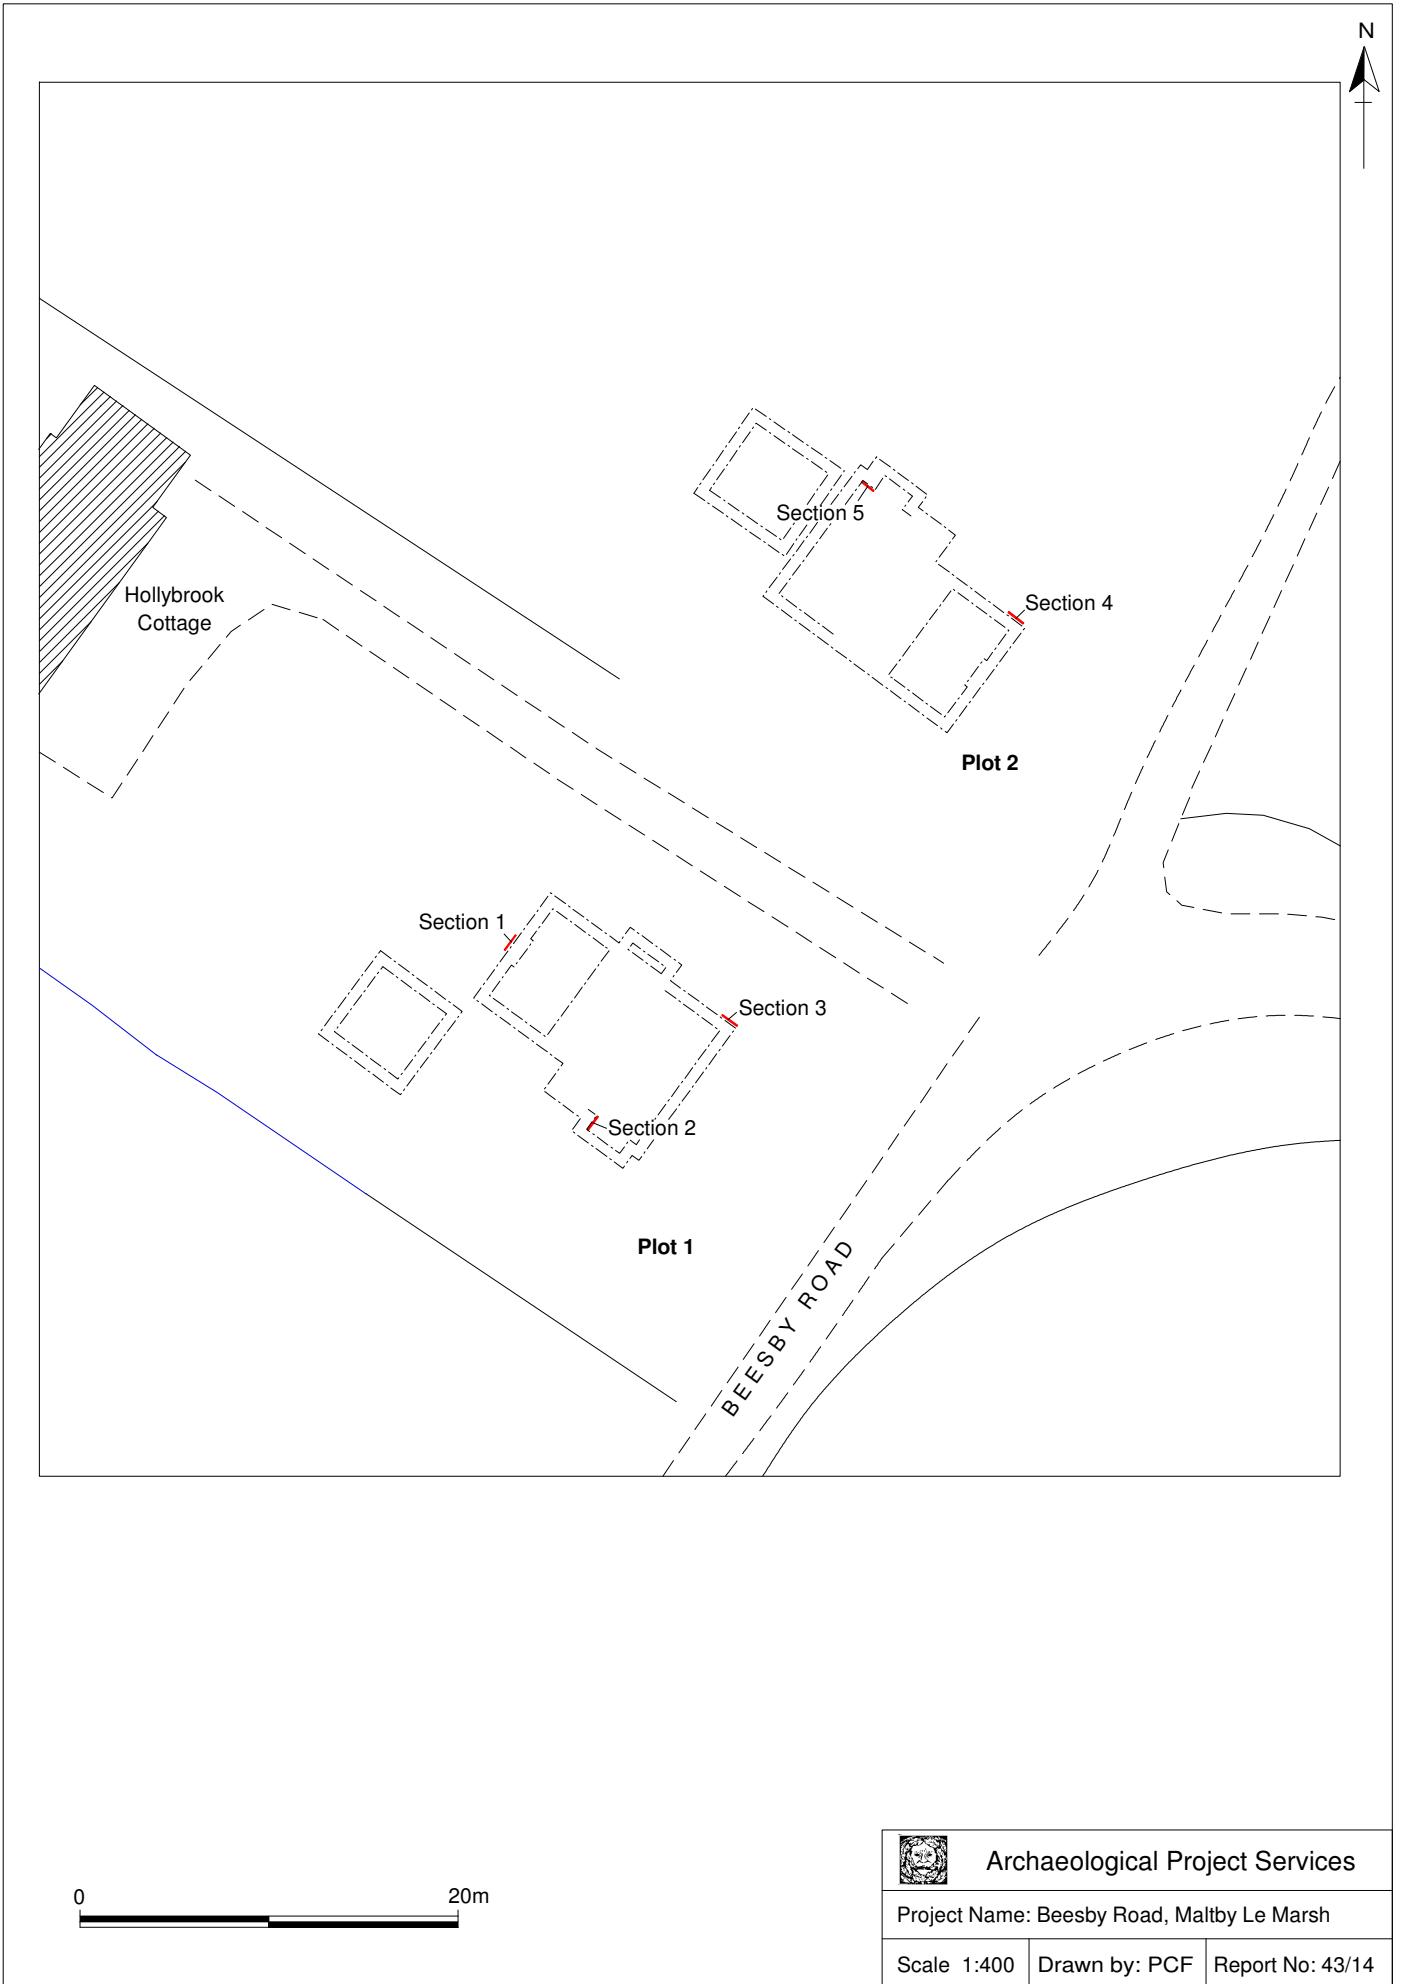 N
Section 5
Section 4
Hollybrook
Cottage
Plot 2
Section 1
Section 3
Section 2
Plot 1
BEESBY ROAD
0 20m
Archaeological Project Services
Project Name: Beesby Road, Maltby Le Marsh
Scale 1:400 Drawn by: PCF Report No: 43/14